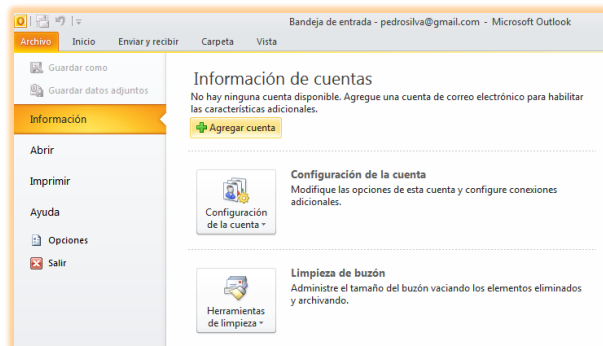 Bandeja de entrada - pedrosilva@gmail.com - Microsoft Outlook
Archivo Inicio Enviar y recibir Carpeta Vista
Guardar como
Guardar datos adjuntos
Información
Abrir
Imprimir
Ayuda
Opciones
Salir
Información de cuentas
No hay ninguna cuenta disponible. Agregue una cuenta de correo electrónico para habilitar
las características adicionales.
Agregar cuenta
Configuración
de la cuenta
Configuración de la cuenta
Modifique las opciones de esta cuenta y configure conexiones
adicionales.
Herramientas
de limpieza
Limpieza de buzón
Administre el tamaño del buzón vaciando los elementos eliminados
y archivando.